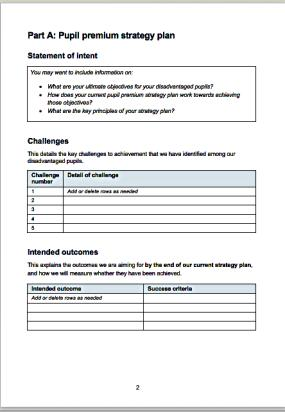 Part A: Pupil premium strategy plan
Statement of intent
You may want to include information on:
• What are your ultimate objectives for your disadvantaged pupils?
• How does your current pupil premium strategy plan work towards achieving
those objectives?
• What are the key principles of your strategy plan?
Challenges
This details the key challenges to achievement that we have identified among our
disadvantaged pupils.
Challenge number Detail of challenge
1 Add or delete rows as needed
2
3
4
5
Intended outcomes
This explains the outcomes we are aiming for by the end of our current strategy plan,
and how we will measure whether they have been achieved.
Intended outcome Success criteria
Add or delete rows as needed
2